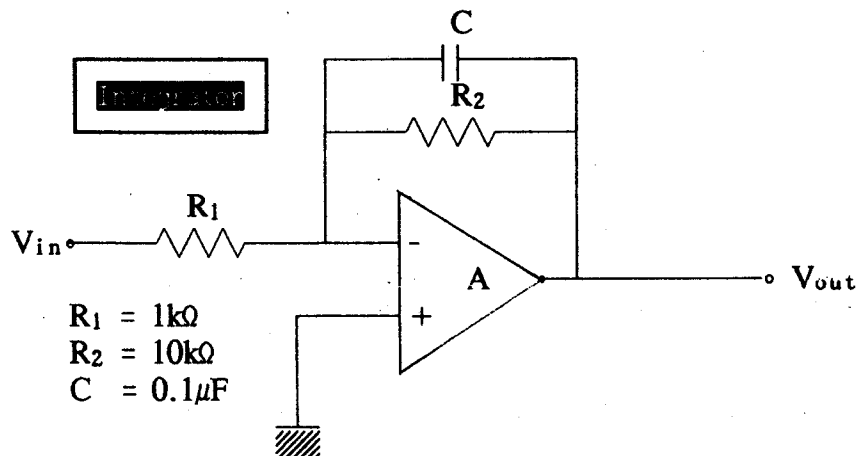 C
Integrator
R2
R1
Vin
-
A
Vout
+
R1 = 1kΩ
R2 = 10kΩ
C = 0.1μF